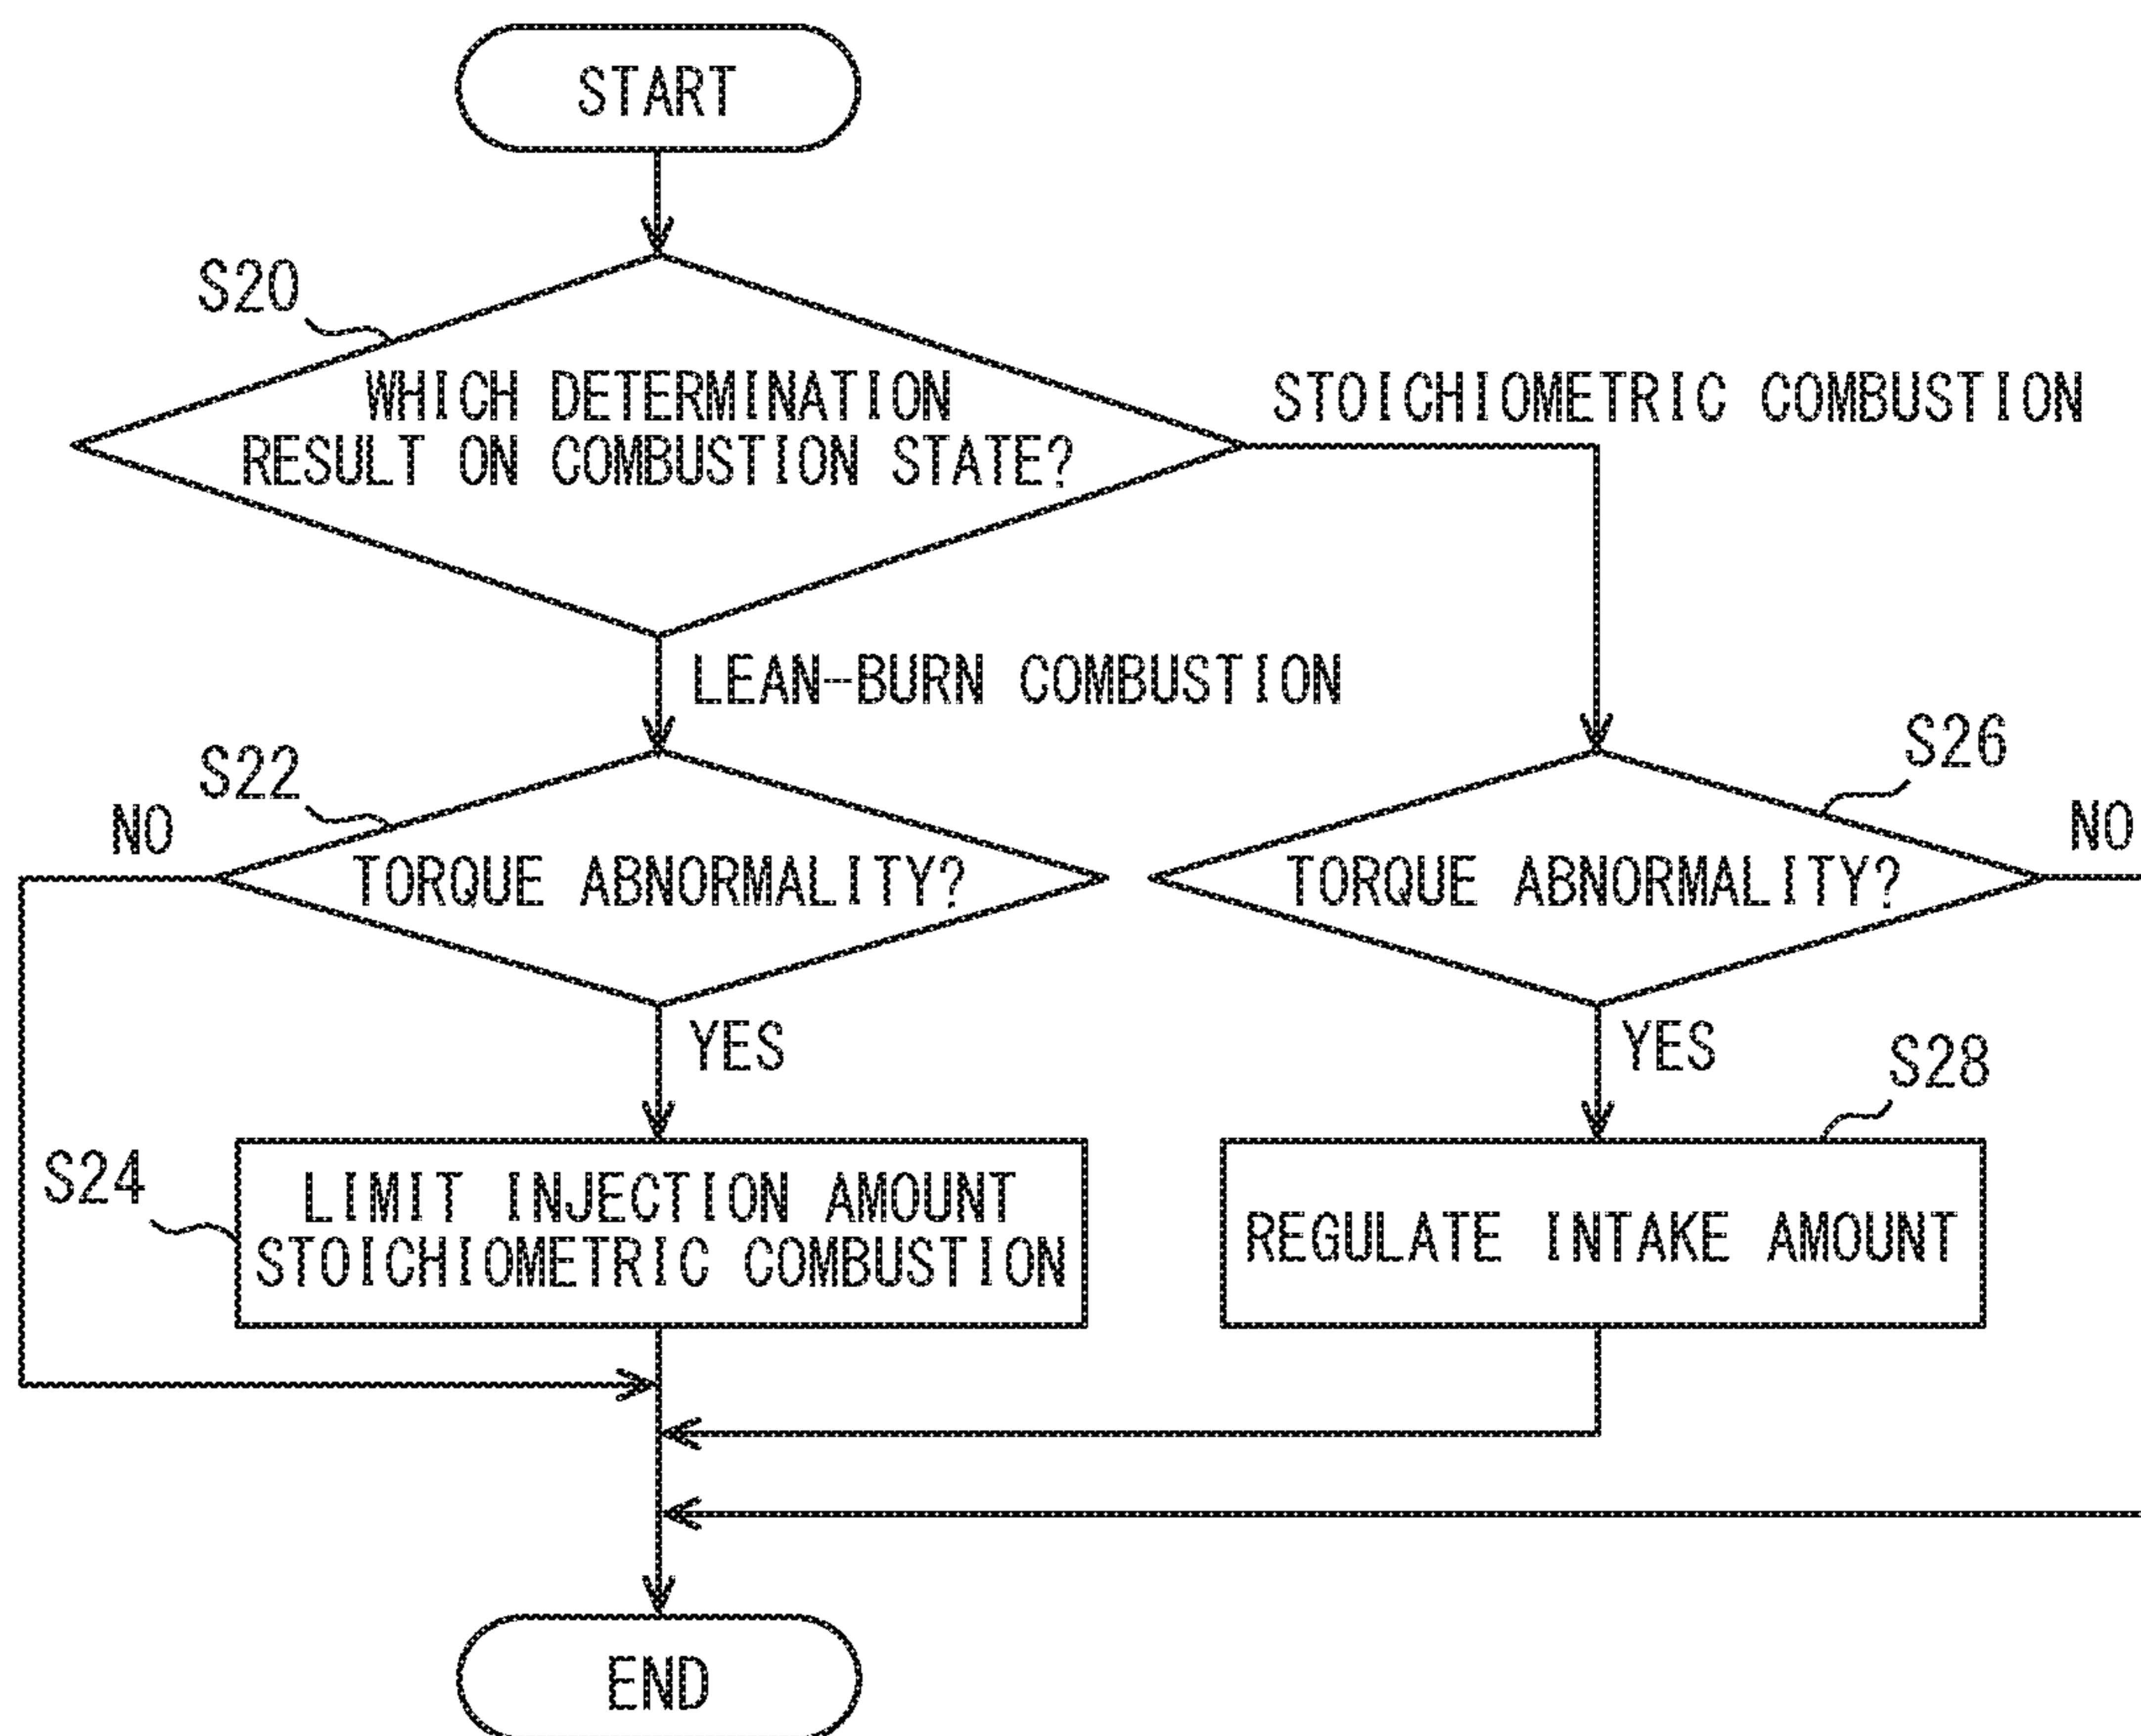 START
S20
WHICH DETERMINATION
RESULT ON COMBUSTION STATE?
STOICHIOMETRIC COMBUSTION
LEAN-BURN COMBUSTION
S22
S26
NO
TORQUE ABNORMALITY?
TORQUE ABNORMALITY?
NO
YES
YES
S28
S24
LIMIT INJECTION AMOUNT
STOICHIOMETRIC COMBUSTION
REGULATE INTAKE AMOUNT
END